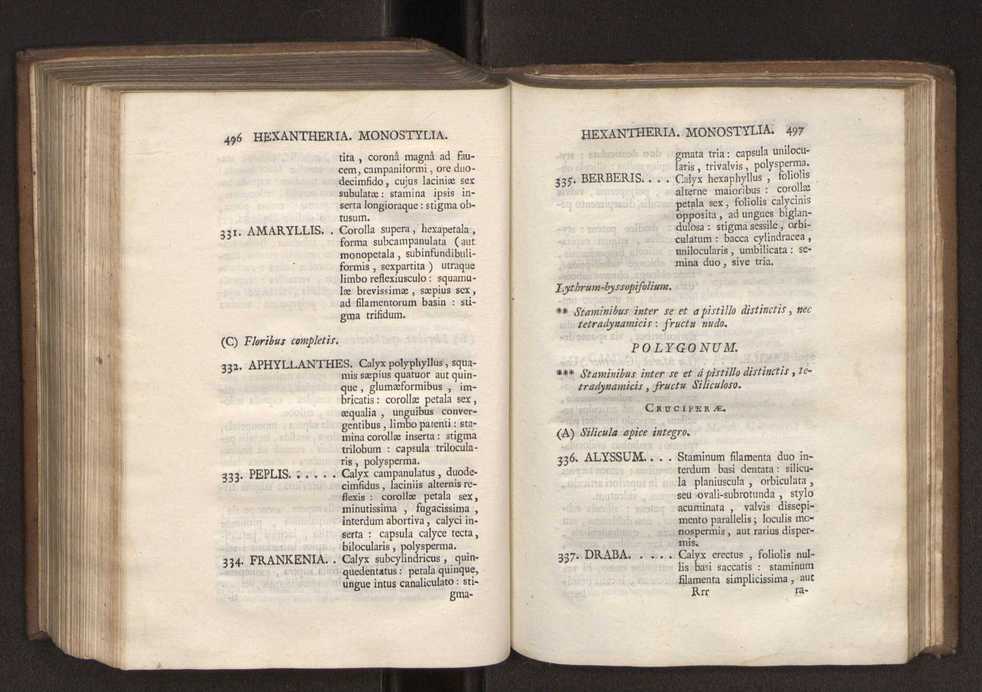 496 HEXANTHERIA. MONOSTYLIA.
tita , coronâ magnâ ad fau-
cem, campaniformi , ore duo-
decimfido , cujus laciniæ sex
subulatæ : stamina ipsis in-
serta longioraque : stigma ob-
tusum.
331. AMARYLLIS. . Corolla supera , hexapetala ,
forma subcampanulata ( aut
monopetala , subinfundibuli-
formis , sexpartita ) utraque
limbo reflexiusculo : squamu-
læ brevissimæ , sæpius sex ,
ad filamentorum basin : sti-
gma trifidum.
(C) Floribus completis.
332. APHYLLANTHES. Calyx polyphyllus , squa-
mis sæpius quatuor aut quin-
que , glumæformibus , im-
bricatis : corollæ petala sex ,
æqualia , unguibus conver-
gentibus , limbo patenti : sta-
mina corollæ inserta : stigma
trilobum : capsula trilocula-
ris , polysperma.
333. PEPLIS. . . . . . Calyx campanulatus , duode-
cimfidus , laciniis alternis re-
flexis : corollæ petala sex ,
minutissima , fugacissima ,
interdum abortiva , calyci in-
serta : capsula calyce tecta ,
bilocularis , polysperma.
334. FRANKENIA. . Calyx subcylindricus , quin-
quedentatus : petala quinque,
ungue intus canaliculato : sti-
gma-
HEXANTHERIA. MONOSTYLIA. 497
gmata tria : capsula unilocu-
laris , trivalvis , polysperma.
335. BERBERIS. . . . Calyx hexaphyllus , foliolis
alterne maioribus : corollæ
petala sex , foliolis calycinis
opposita , ad ungues biglan-
dulosa : stigma sessile , orbi-
culatum : bacca cylindracea ,
unilocularis , umbilicata : se-
mina duo , sive tria.
Lythrum-hyssopifolium.
** Staminibus inter se et a pistillo distinctis , nec
tetradynamicis : fructu nudo.
POLYGONUM.
*** Staminibus inter se et á pistillo distinctis , te-
tradynamicis , fructu Siliculoso.
CRUCIFERÆ.
(A) Silicula apice integro.
336. ALYSSUM. . . . Staminum filamenta duo in-
terdum basi dentata : silicu-
la planiuscula , orbiculata ,
seu ovali-subrotunda , stylo
acuminata , valvis dissepi-
mento parallelis ; loculis mo-
nospermis , aut rarius disper-
mis.
337. DRABA. . . . . . Calyx erectus , foliolis nul-
lis basi saccatis : staminum
filamenta simplicissima , aut
Rrr ra-